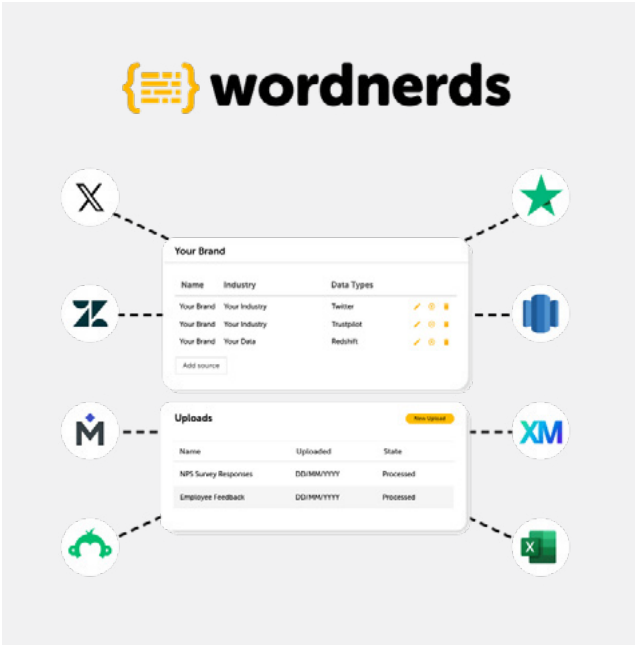 wordnerds
Your Brand
Name Industry Data Types
Your Brand Your Industry Twitter
Your Brand Your Industry Trustpilot
Your Brand Your Data Redshift
Add source
Uploads New Upload
Name Uploaded State
NPS Survey Responses DD/MM/YYYY Processed
Employee Feedback DD/MM/YYYY Processed
XM
X